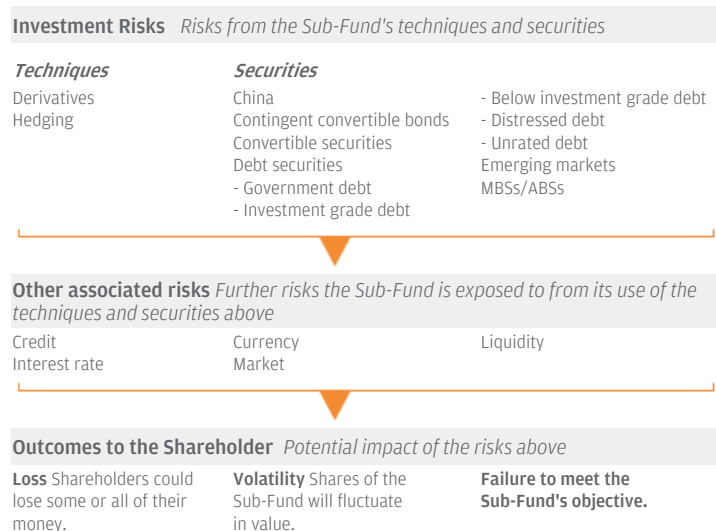 Investment Risks Risks from the Sub-Fund's techniques and securities
Techniques
Derivatives
Hedging
Securities
China
Contingent convertible bonds
Convertible securities
Debt securities
- Government debt
- Investment grade debt
- Below investment grade debt
- Distressed debt
- Unrated debt
Emerging markets
MBSs/ABSs
Other associated risks Further risks the Sub-Fund is exposed to from its use of the
techniques and securities above
Credit
Interest rate
Currency
Market
Liquidity
Outcomes to the Shareholder Potential impact of the risks above
Loss Shareholders could
lose some or all of their
money.
Volatility Shares of the
Sub-Fund will fluctuate
in value.
Failure to meet the
Sub-Fund's objective.